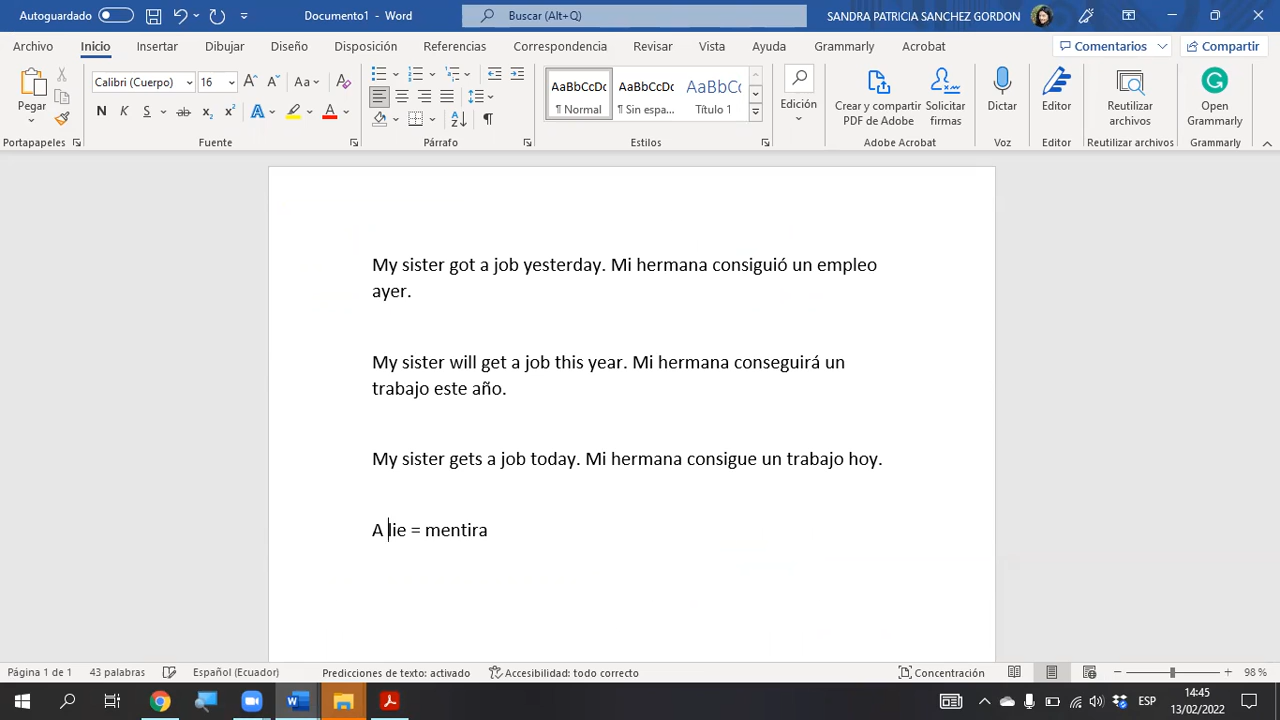 Autoguardado Documento1 - Word Buscar (Alt+Q) SANDRA PATRICIA SANCHEZ GORDON
Archivo Inicio Insertar Dibujar Diseño Disposición Referencias Correspondencia Revisar Vista Ayuda Grammarly Acrobat Comentarios Compartir
Calibri (Cuerpo) 16 Aa AaBbCcDc AaBbCcDc AaBbCc
Pegar N K S ab x₂ x² A A ¶ Normal ¶ Sin espa... Título 1 Edición Crear y compartir PDF de Adobe Solicitar firmas Dictar Editor Reutilizar archivos Open Grammarly
Portapapeles Fuente Párrafo Estilos Adobe Acrobat Voz Editor Reutilizar archivos Grammarly
My sister got a job yesterday. Mi hermana consiguió un empleo
ayer.
My sister will get a job this year. Mi hermana conseguirá un
trabajo este año.
My sister gets a job today. Mi hermana consigue un trabajo hoy.
A lie = mentira
Página 1 de 1 43 palabras Español (Ecuador) Predicciones de texto: activado Accesibilidad: todo correcto Concentración 98 %
ESP 14:45
13/02/2022